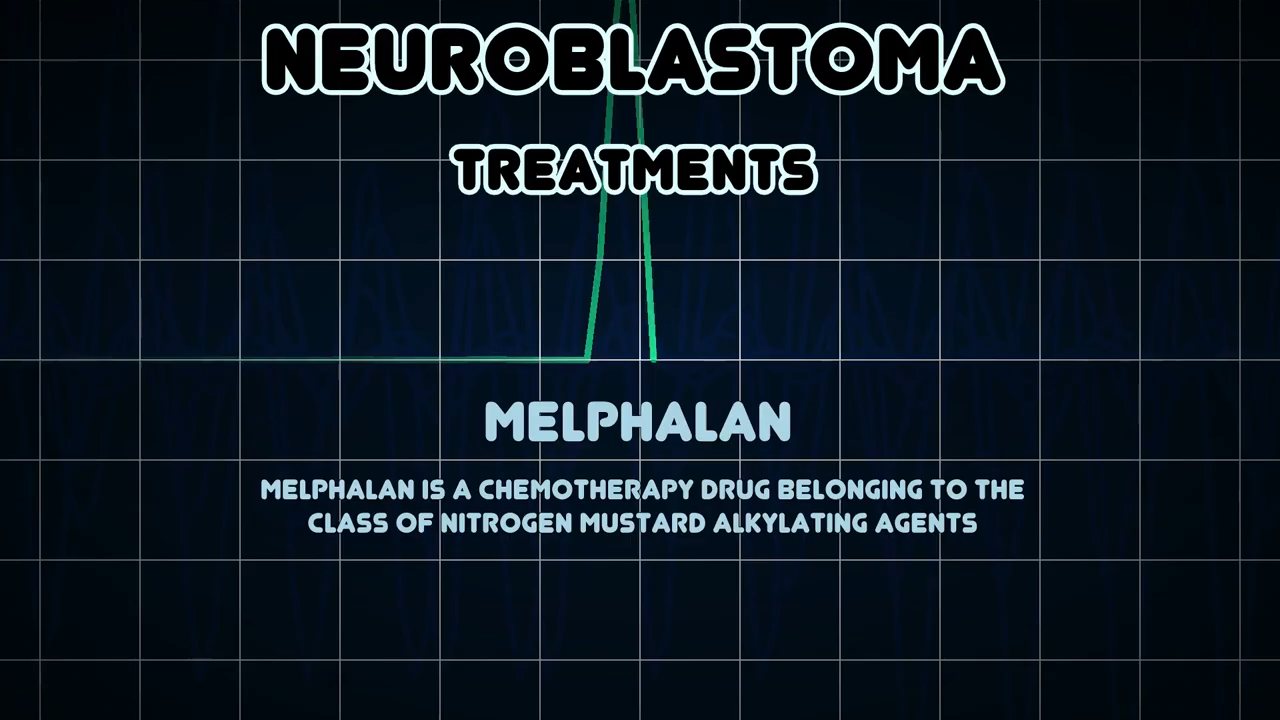 NEUROBLASTOMA
TREATMENTS
MELPHALAN
MELPHALAN IS A CHEMOTHERAPY DRUG BELONGING TO THE
CLASS OF NITROGEN MUSTARD ALKYLATING AGENTS